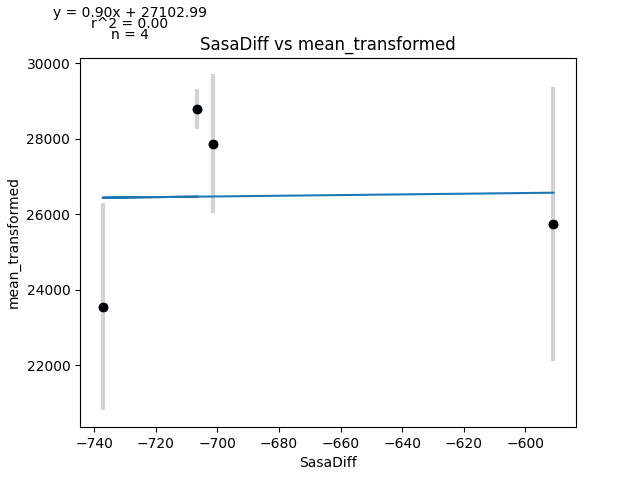 y = 0.90x + 27102.99
r^2 = 0.00
n = 4
SasaDiff vs mean_transformed
30000
28000
26000
24000
22000
mean_transformed
−740 −720 −700 −680 −660 −640 −620 −600
SasaDiff